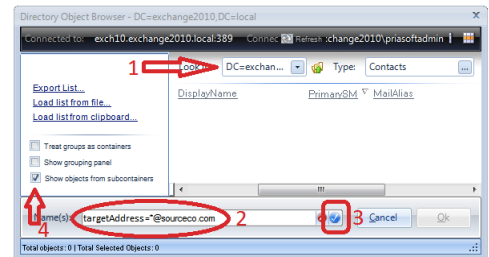 Directory Object Browser - DC=exchange2010,DC=local
x
Connected to: exch10.exchange2010.local:389 Connec Refresh :change2010\priasoftadmin
1
Look DC=exchan... Type: Contacts ...
Export List...
Load list from file...
Load list from clipboard...
DisplayName PrimarySM MailAlias
Treat groups as containers
Show grouping panel
Show objects from subcontainers
Name(s): targetAddress=*@sourceco.com 2 3 Cancel Ok
4
Total objects: 0 | Total Selected Objects: 0